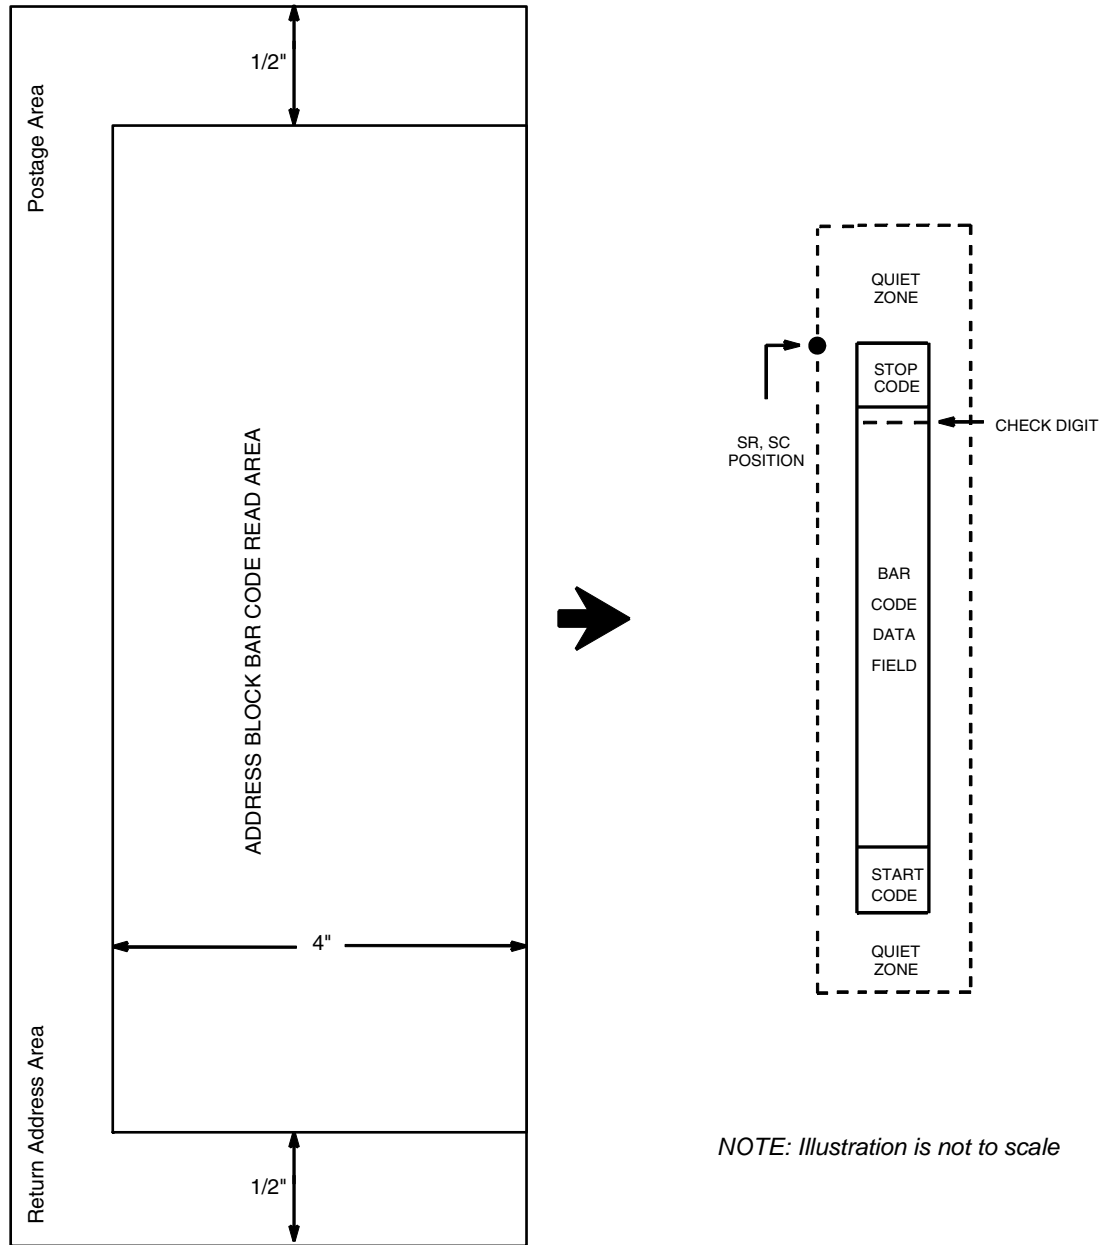 1/2"
Postage Area
ADDRESS BLOCK BAR CODE READ AREA
4"
Return Address Area
1/2"
QUIET
ZONE
STOP
CODE
CHECK DIGIT
SR, SC
POSITION
BAR
CODE
DATA
FIELD
START
CODE
QUIET
ZONE
NOTE: Illustration is not to scale